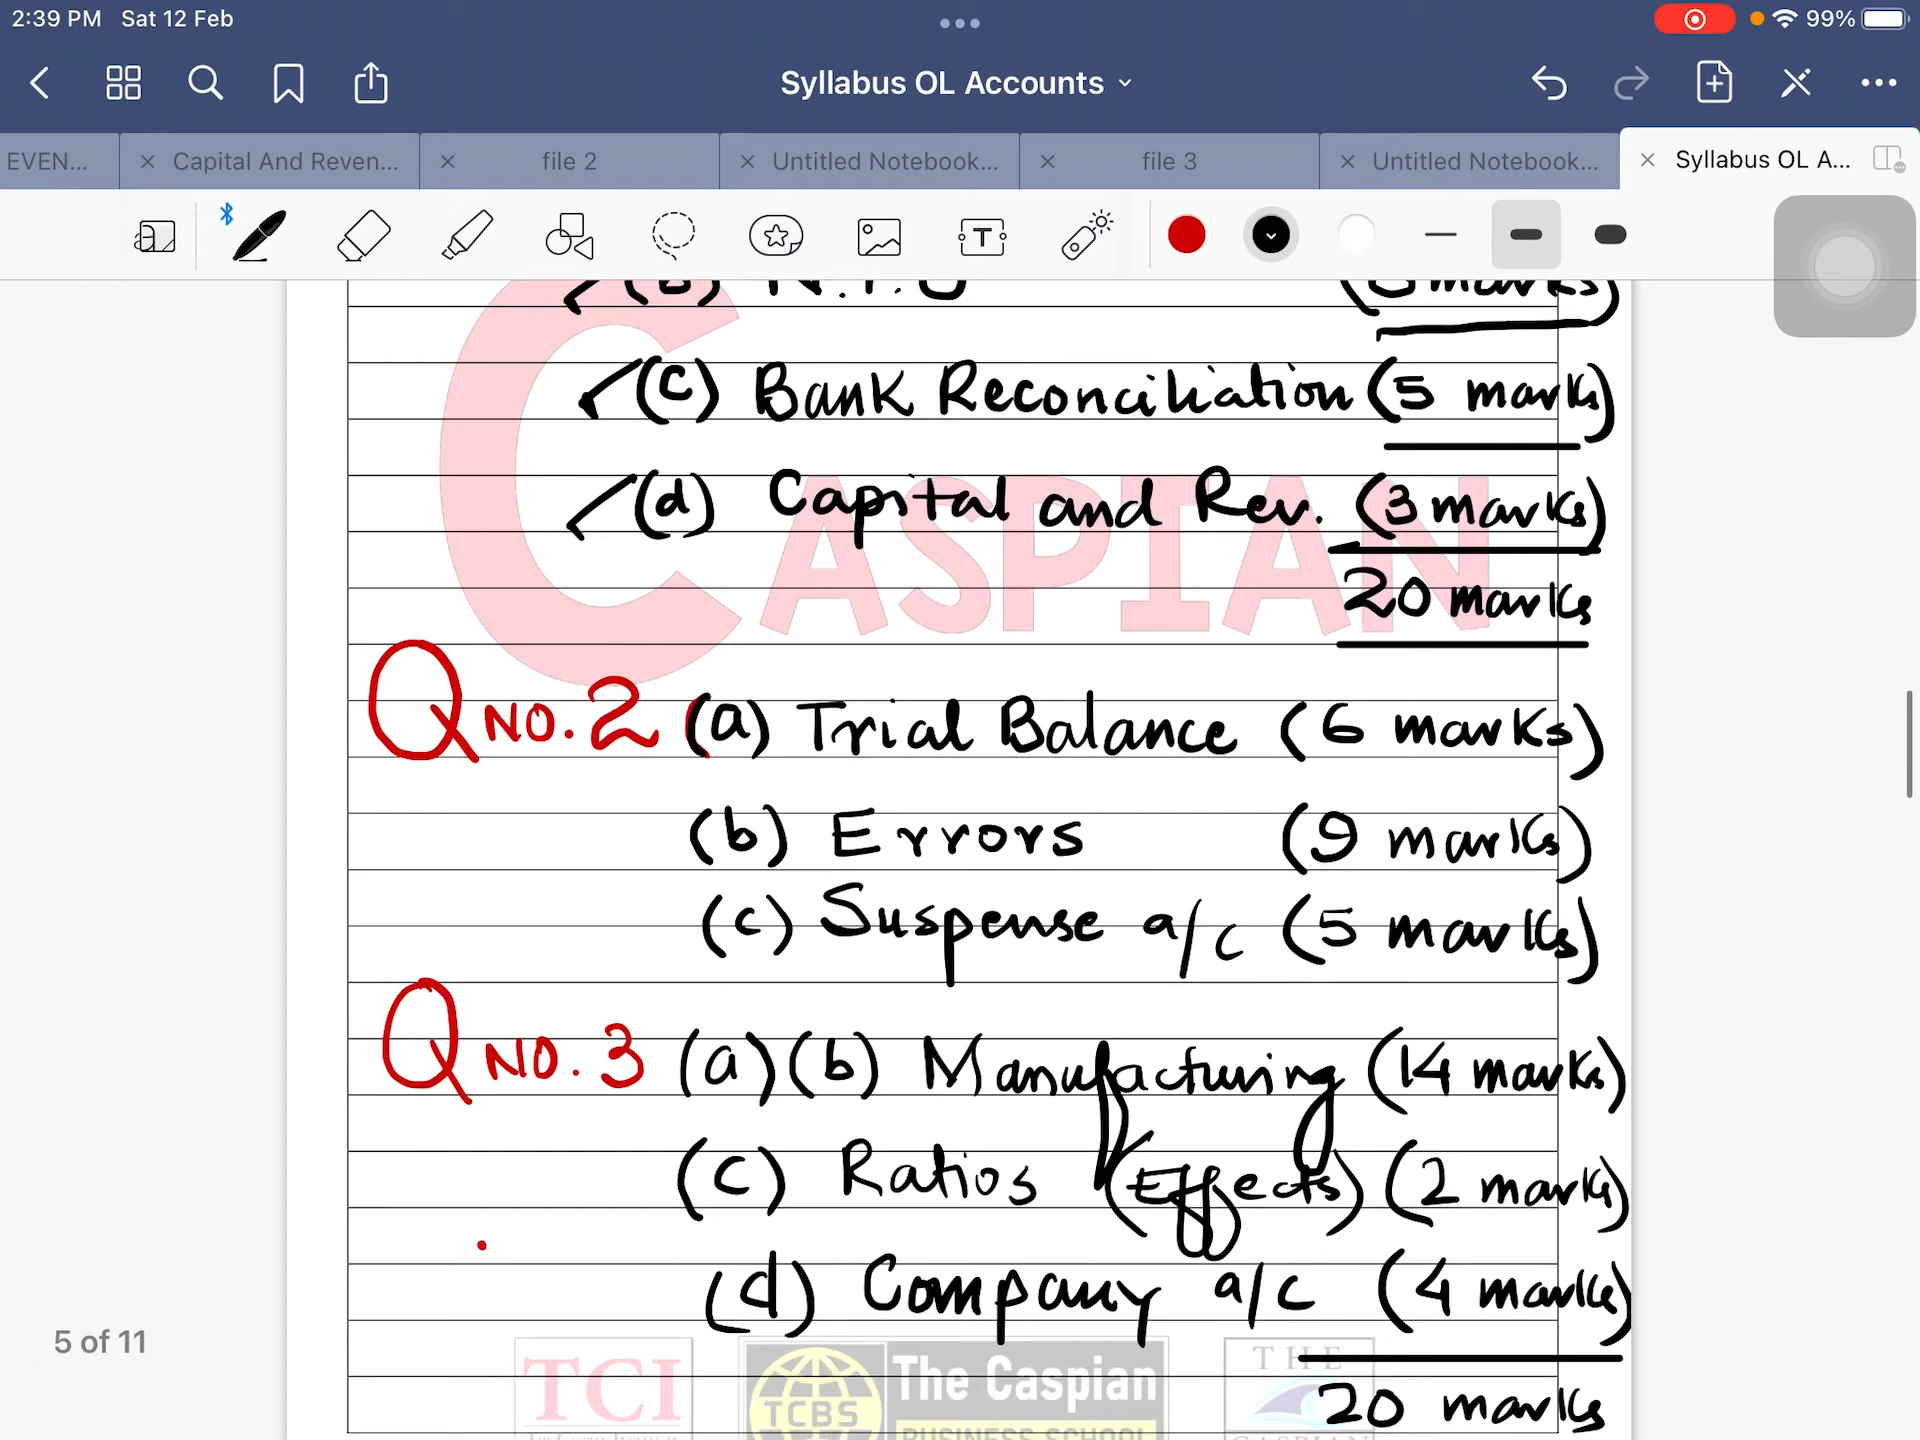 2:39 PM Sat 12 Feb
99%
Syllabus OL Accounts
EVEN...
Capital And Reven...
file 2
Untitled Notebook...
file 3
Untitled Notebook...
Syllabus OL A...
(c) Bank Reconciliation (5 marks)
(d) Capital and Rev. (3 marks)
CASPIAN
20 marks
Q NO. 2 (a) Trial Balance (6 marks)
(b) Errors (9 marks)
(c) Suspense a/c (5 marks)
Q NO. 3 (a)(b) Manufacturing (14 marks)
(c) Ratios (Effects) (2 marks)
(d) Company a/c (4 marks)
5 of 11
TCI
TCBS
The Caspian
BUSINESS SCHOOL
THE
20 marks